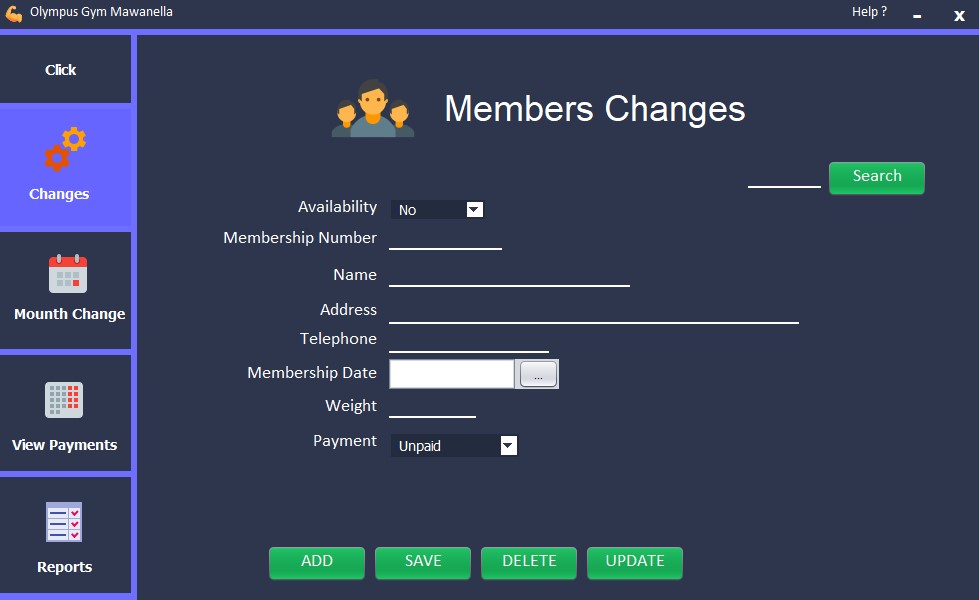 Olympus Gym Mawanella
Help ?
Click
Changes
Mounth Change
View Payments
Reports
Members Changes
Search
Availability No
Membership Number
Name
Address
Telephone
Membership Date ...
Weight
Payment Unpaid
ADD SAVE DELETE UPDATE